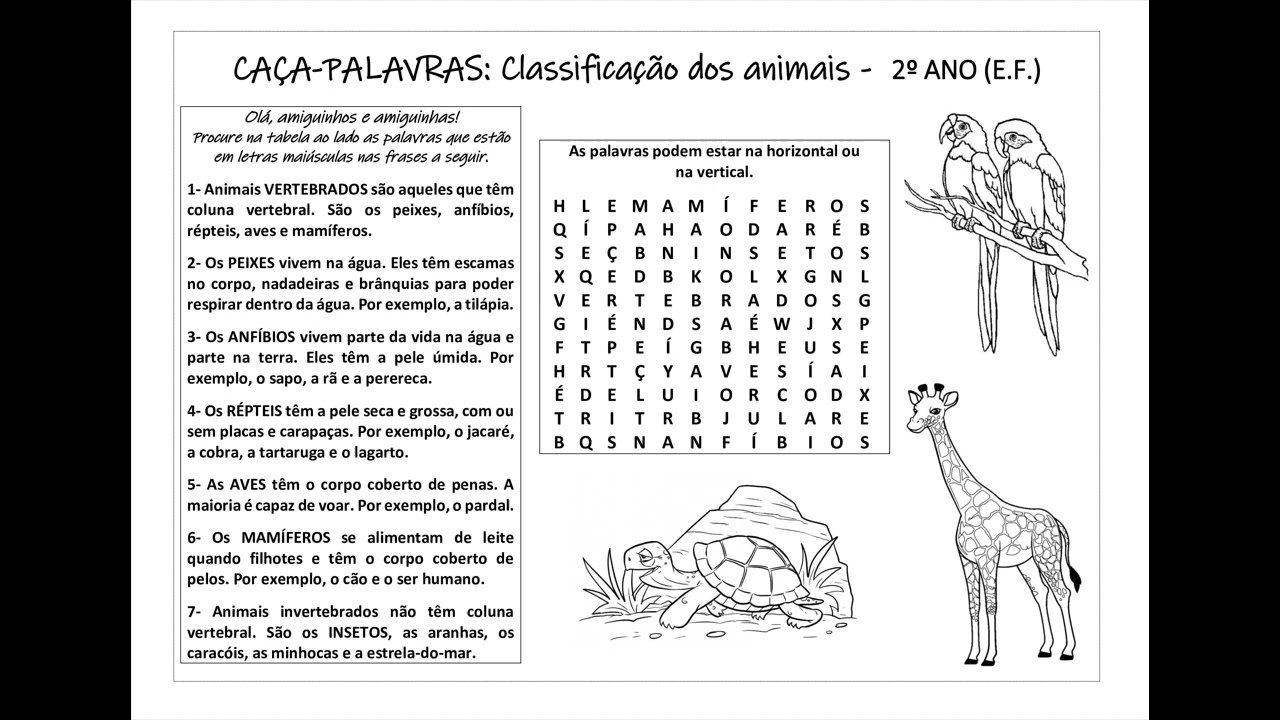 CAÇA-PALAVRAS: Classificação dos animais - 2º ANO (E.F.)
Olá, amiguinhos e amiguinhas!
Procure na tabela ao lado as palavras que estão
em letras maiúsculas nas frases a seguir.
1- Animais VERTEBRADOS são aqueles que têm
coluna vertebral. São os peixes, anfíbios,
répteis, aves e mamíferos.
2- Os PEIXES vivem na água. Eles têm escamas
no corpo, nadadeiras e brânquias para poder
respirar dentro da água. Por exemplo, a tilápia.
3- Os ANFÍBIOS vivem parte da vida na água e
parte na terra. Eles têm a pele úmida. Por
exemplo, o sapo, a rã e a perereca.
4- Os RÉPTEIS têm a pele seca e grossa, com ou
sem placas e carapaças. Por exemplo, o jacaré,
a cobra, a tartaruga e o lagarto.
5- As AVES têm o corpo coberto de penas. A
maioria é capaz de voar. Por exemplo, o pardal.
6- Os MAMÍFEROS se alimentam de leite
quando filhotes e têm o corpo coberto de
pelos. Por exemplo, o cão e o ser humano.
7- Animais invertebrados não têm coluna
vertebral. São os INSETOS, as aranhas, os
caracóis, as minhocas e a estrela-do-mar.
As palavras podem estar na horizontal ou
na vertical.
H L E M A M Í F E R O S
Q Í P A H A O D A R É B
S E Ç B N I N S E T O S
X Q E D B K O L X G N L
V E R T E B R A D O S G
G I É N D S A É W J X P
F T P E Í G B H E U S E
H R T Ç Y A V E S Í A I
É D E L U I O R C O D X
T R I T R B J U L A R E
B Q S N A N F Í B I O S